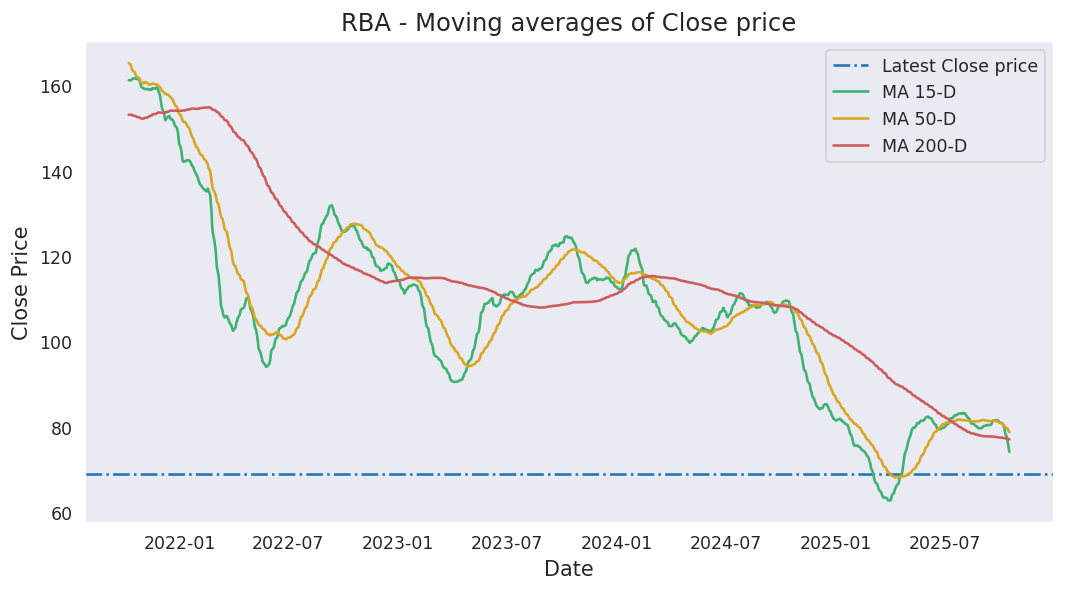 RBA - Moving averages of Close price
Latest Close price
MA 15-D
MA 50-D
MA 200-D
Close Price
160
140
120
100
80
60
2022-01 2022-07 2023-01 2023-07 2024-01 2024-07 2025-01 2025-07
Date